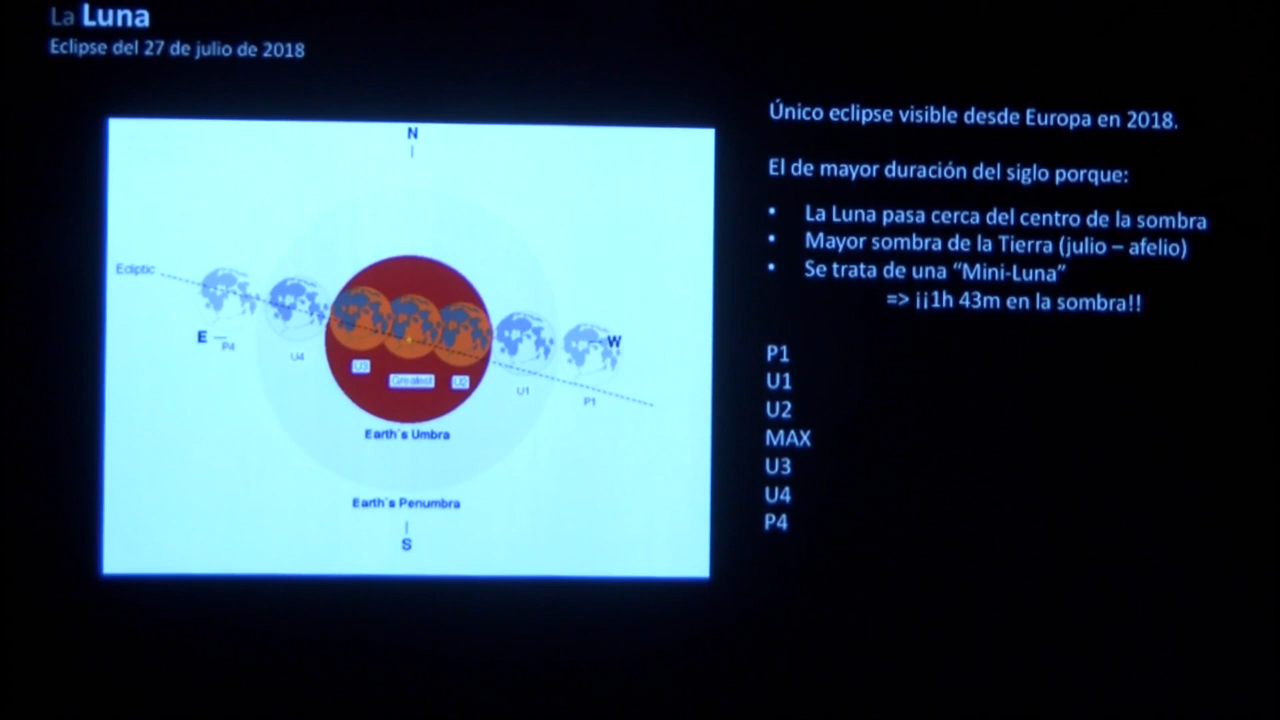 La Luna
Eclipse del 27 de julio de 2018
N
Ecliptic
E
P4
U4
U3
Greatest
U2
U1
P1
W
Earth´s Umbra
Earth´s Penumbra
S
Único eclipse visible desde Europa en 2018.
El de mayor duración del siglo porque:
• La Luna pasa cerca del centro de la sombra
• Mayor sombra de la Tierra (julio – afelio)
• Se trata de una “Mini-Luna”
=> ¡¡1h 43m en la sombra!!
P1
U1
U2
MAX
U3
U4
P4